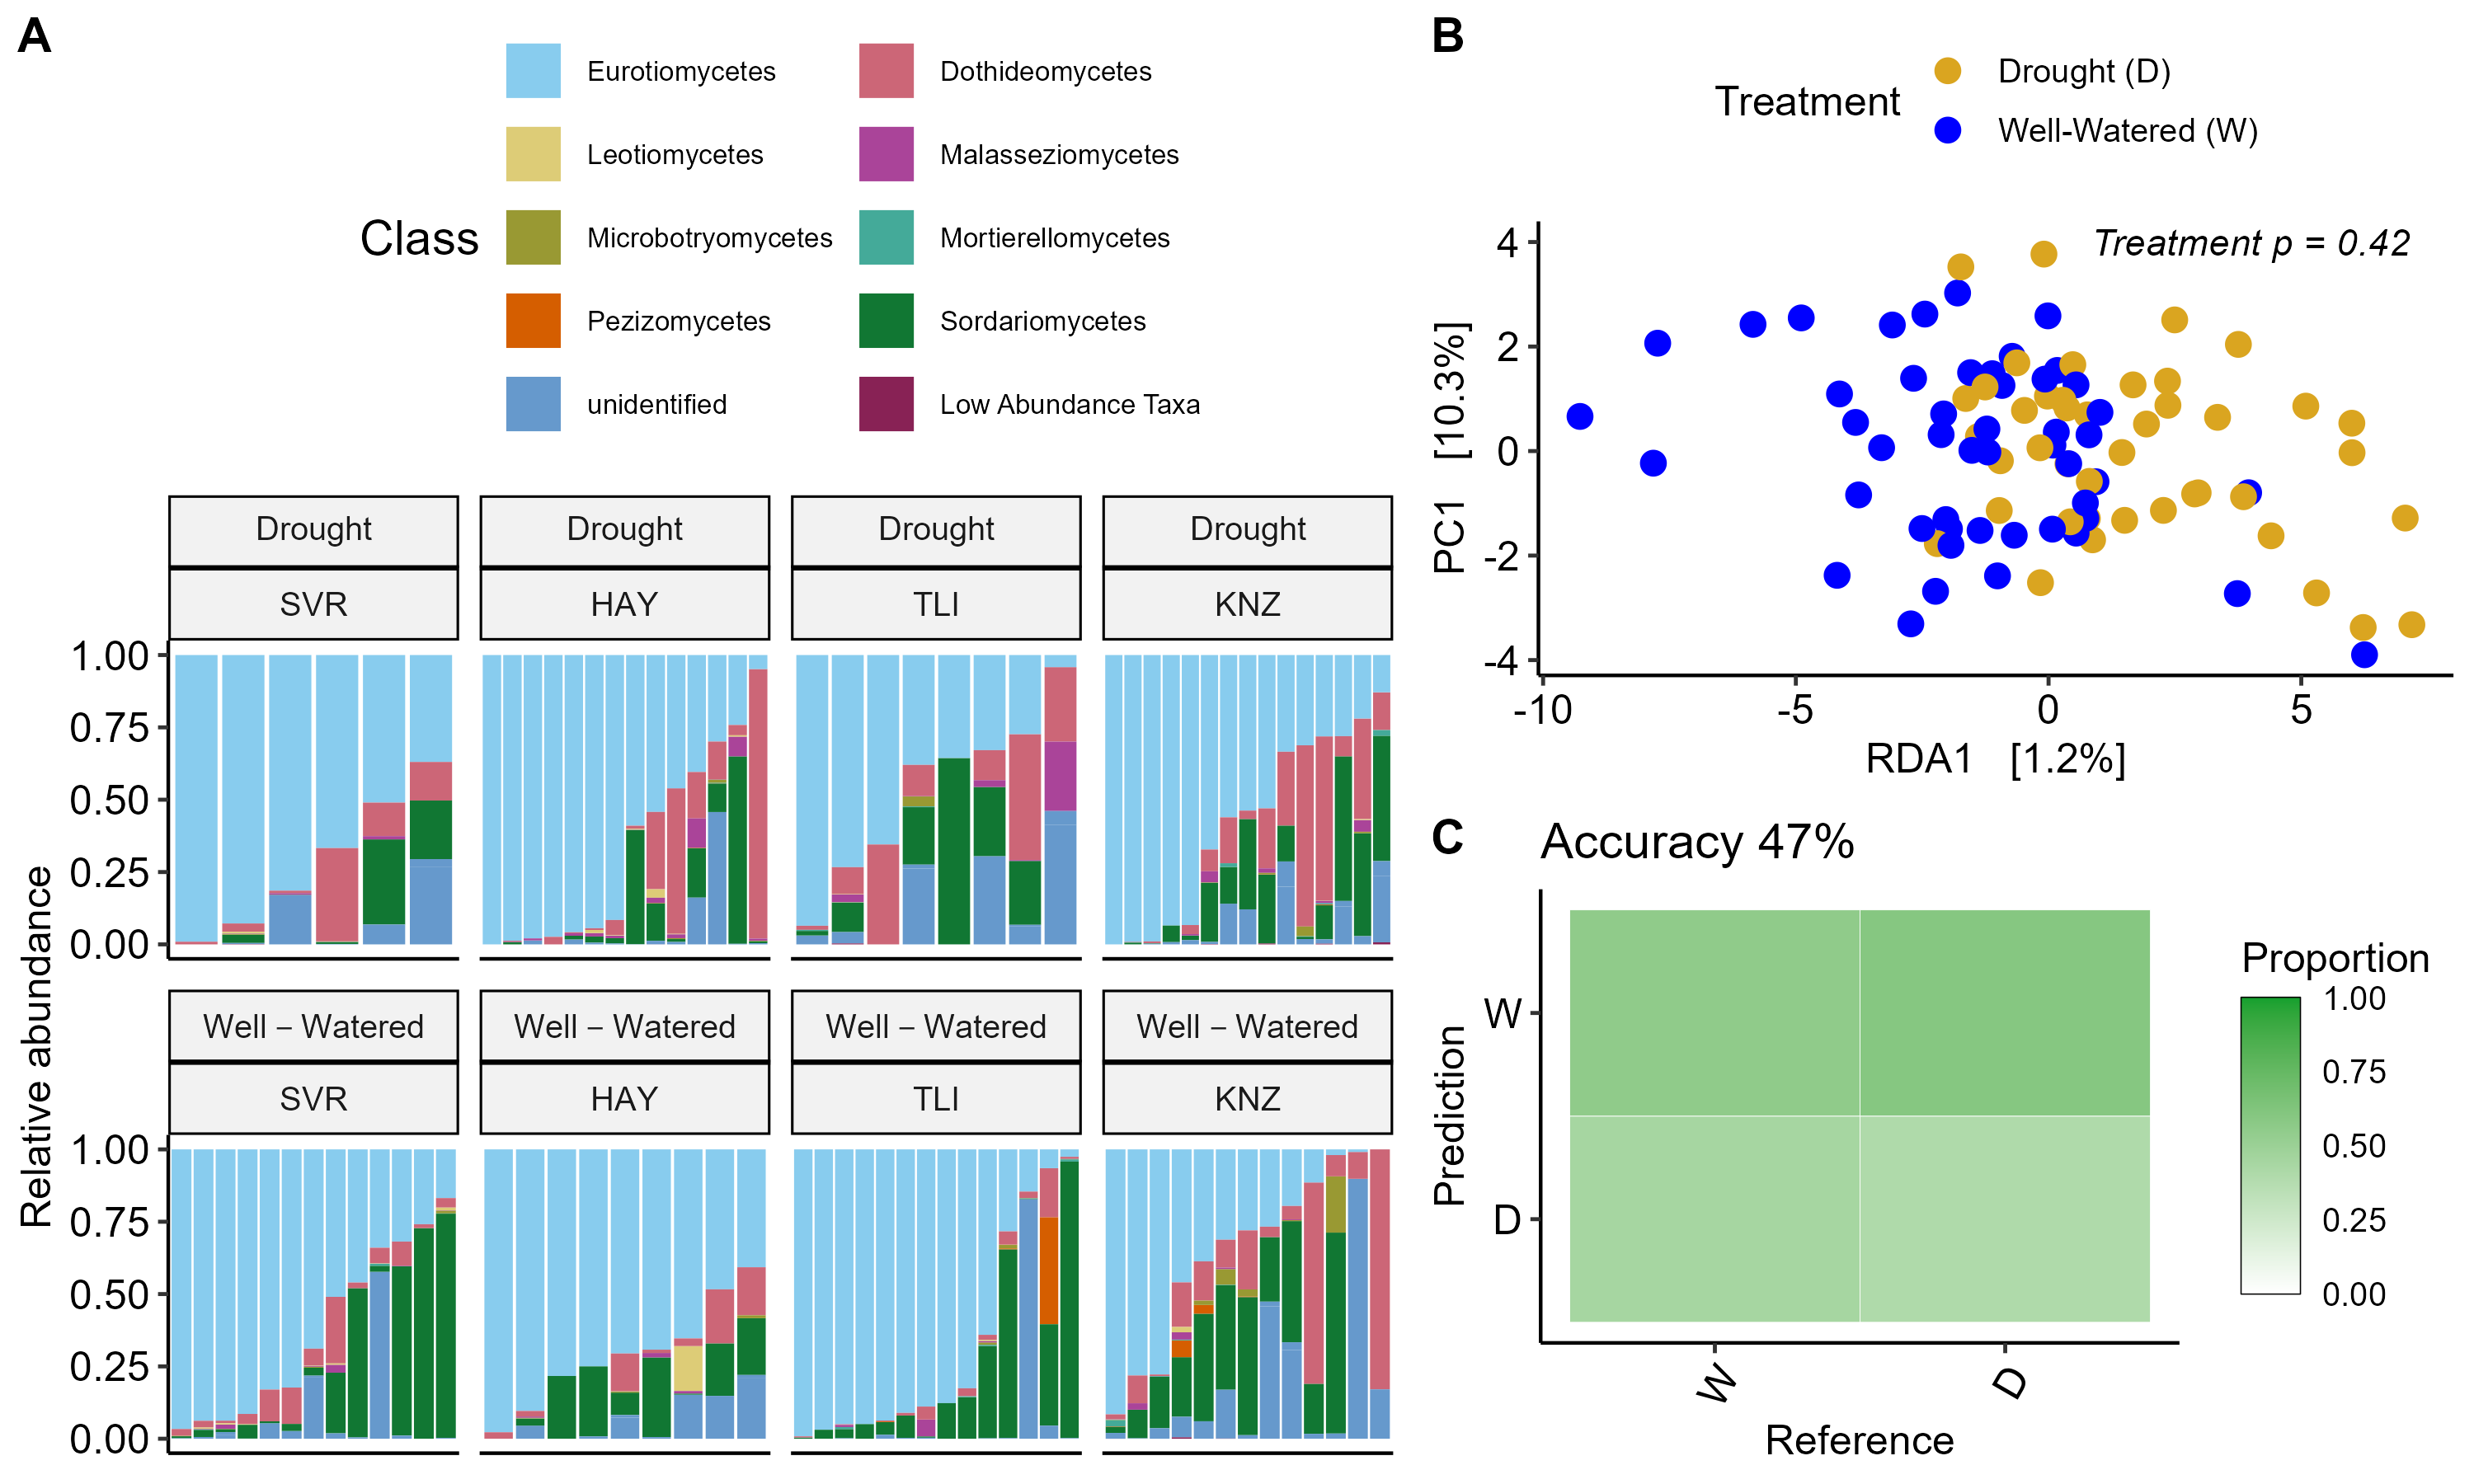 A
Class
Eurotiomycetes
Leotiomycetes
Microbotryomycetes
Pezizomycetes
unidentified
Dothideomycetes
Malasseziomycetes
Mortierellomycetes
Sordariomycetes
Low Abundance Taxa
Relative abundance
Drought Drought Drought Drought
SVR HAY TLI KNZ
1.00
0.75
0.50
0.25
0.00
Well – Watered Well – Watered Well – Watered Well – Watered
SVR HAY TLI KNZ
1.00
0.75
0.50
0.25
0.00
B
Treatment
Drought (D)
Well-Watered (W)
Treatment p = 0.42
PC1 [10.3%]
4
2
0
-2
-4
-10 -5 0 5
RDA1 [1.2%]
C
Accuracy 47%
Prediction
W
D
W D
Reference
Proportion
1.00
0.75
0.50
0.25
0.00